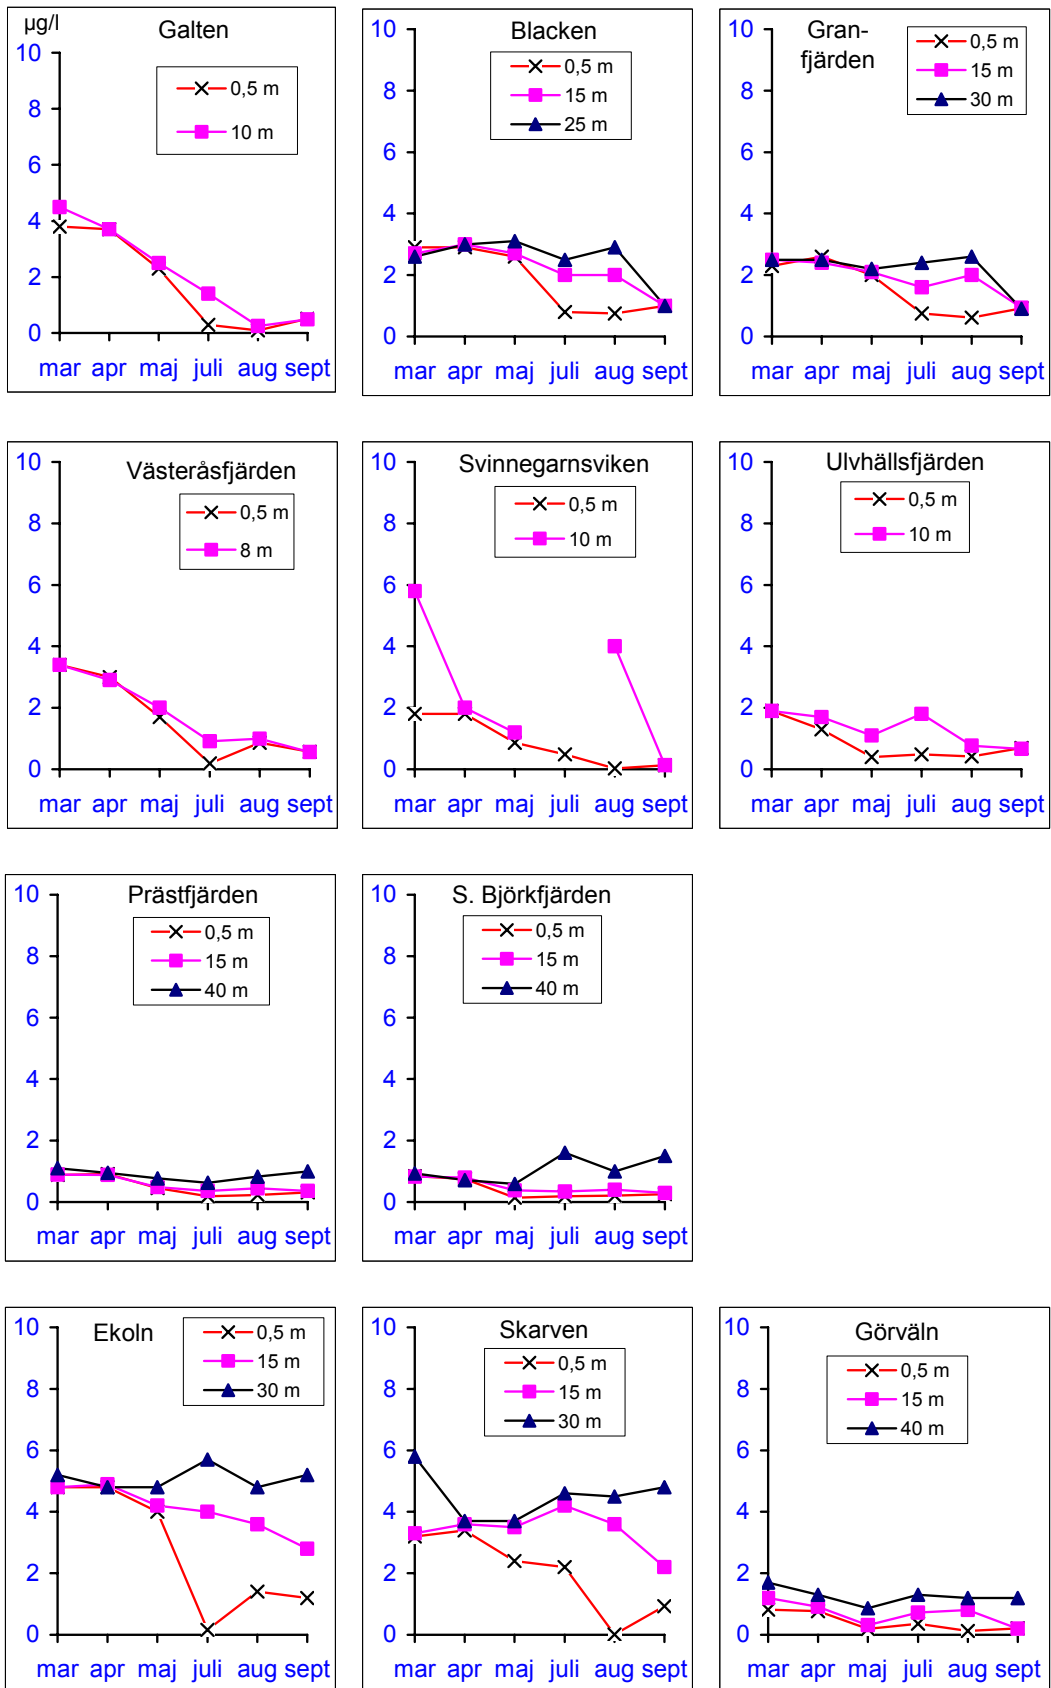 µg/l
Galten
10
8
6
4
2
0
0,5 m
10 m
mar apr maj juli aug sept
Blacken
10
8
6
4
2
0
0,5 m
15 m
25 m
mar apr maj juli aug sept
Gran-
fjärden
10
8
6
4
2
0
0,5 m
15 m
30 m
mar apr maj juli aug sept
Västeråsfjärden
10
8
6
4
2
0
0,5 m
8 m
mar apr maj juli aug sept
Svinnegarnsviken
10
8
6
4
2
0
0,5 m
10 m
mar apr maj juli aug sept
Ulvhällsfjärden
10
8
6
4
2
0
0,5 m
10 m
mar apr maj juli aug sept
Prästfjärden
10
8
6
4
2
0
0,5 m
15 m
40 m
mar apr maj juli aug sept
S. Björkfjärden
10
8
6
4
2
0
0,5 m
15 m
40 m
mar apr maj juli aug sept
Ekoln
10
8
6
4
2
0
0,5 m
15 m
30 m
mar apr maj juli aug sept
Skarven
10
8
6
4
2
0
0,5 m
15 m
30 m
mar apr maj juli aug sept
Görväln
10
8
6
4
2
0
0,5 m
15 m
40 m
mar apr maj juli aug sept